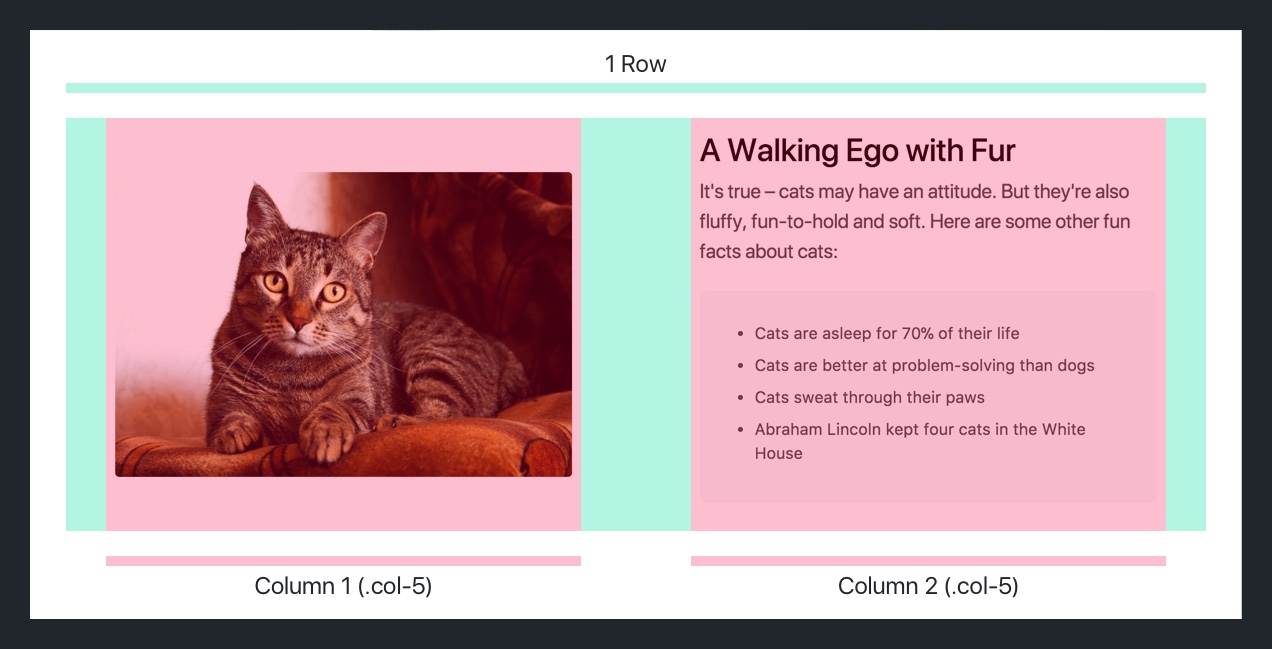 1 Row
A Walking Ego with Fur
It's true – cats may have an attitude. But they're also
fluffy, fun-to-hold and soft. Here are some other fun
facts about cats:
• Cats are asleep for 70% of their life
• Cats are better at problem-solving than dogs
• Cats sweat through their paws
• Abraham Lincoln kept four cats in the White
House
Column 1 (.col-5)
Column 2 (.col-5)